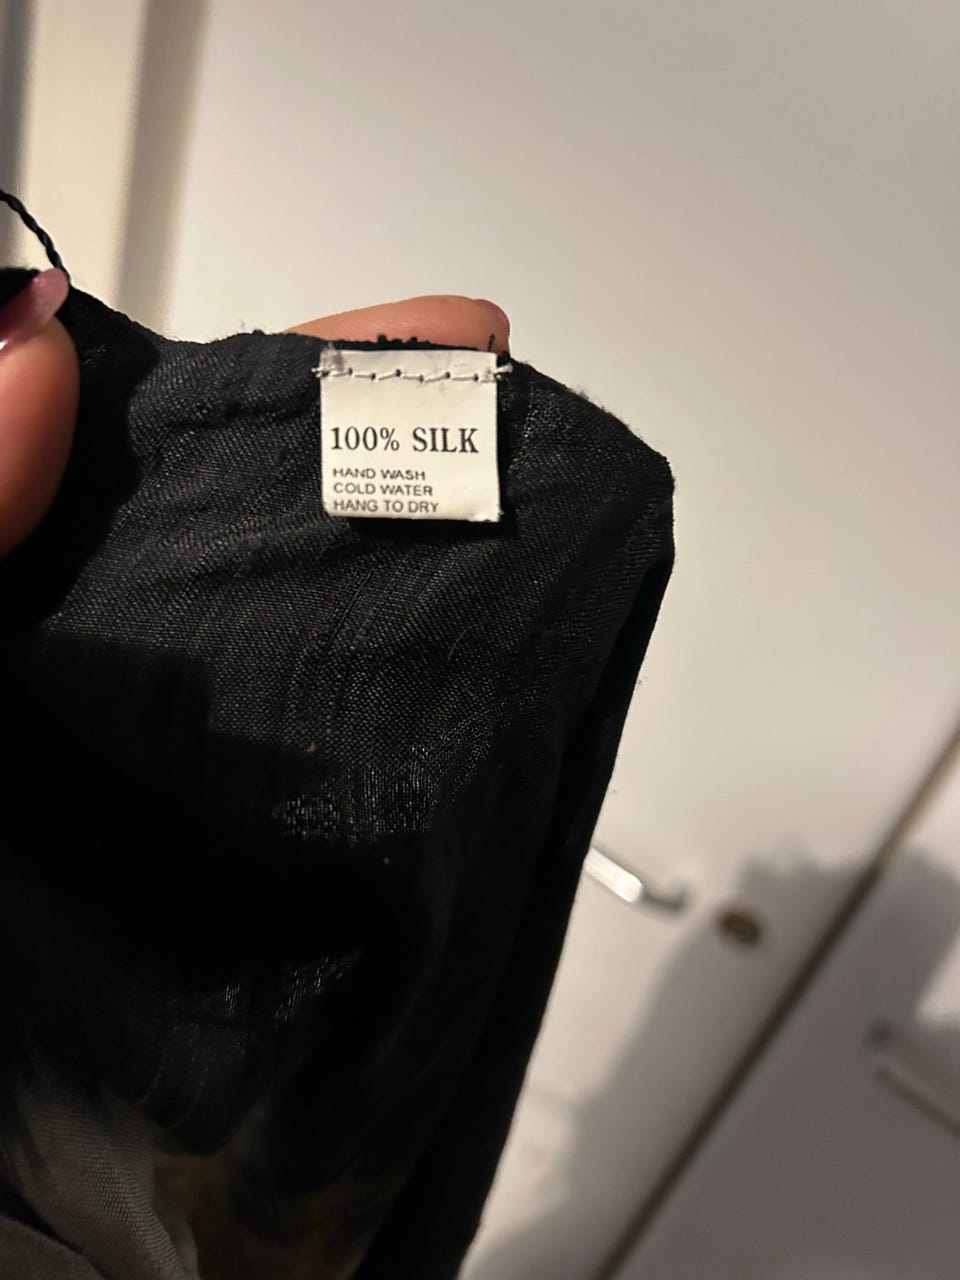 100% SILK
HAND WASH
COLD WATER
HANG TO DRY